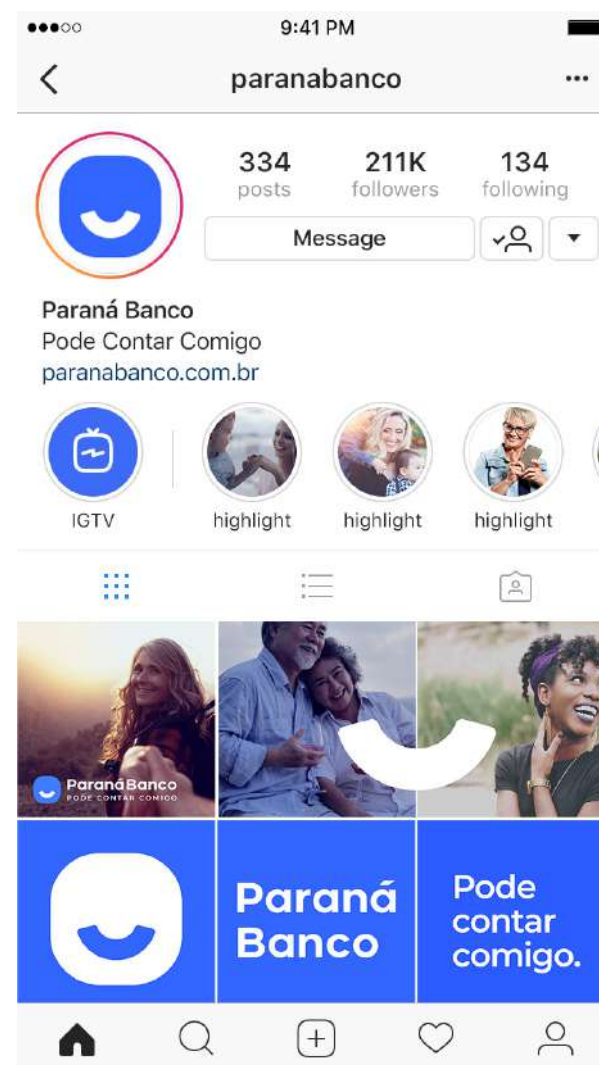 9:41 PM
paranabanco
334
211K
134
posts
followers
following
Message
Paraná Banco
Pode Contar Comigo
paranabanco.com.br
IGTV
highlight
highlight
highlight
Paraná Banco
PODE CONTAR COMIGO
Paraná
Banco
Pode
contar
comigo.